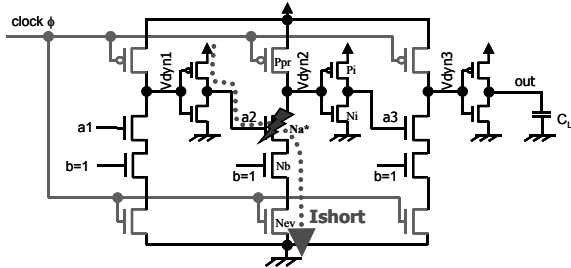 clock ϕ
Vdyn1
Ppr
Vdyn2
Pi
Vdyn3
a1
a2
Na*
Ni
a3
out
C_L
b=1
b=1
Nb
b=1
Nev
Ishort